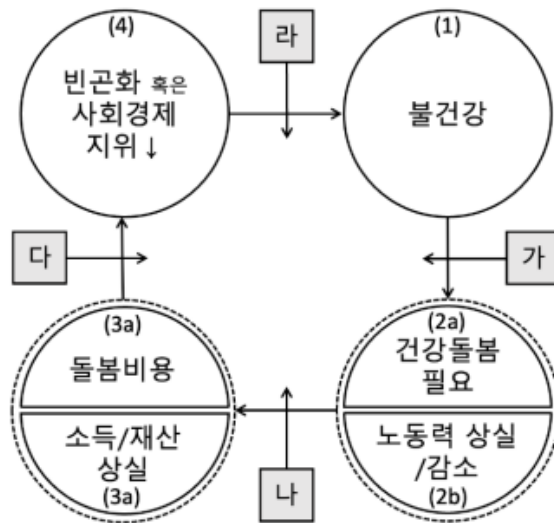 (4)
빈곤화 혹은
사회경제
지위↓
라
(1)
불건강
다
가
(3a)
돌봄비용
소득/재산
상실
(3a)
(2a)
건강돌봄
필요
노동력 상실
/감소
(2b)
나